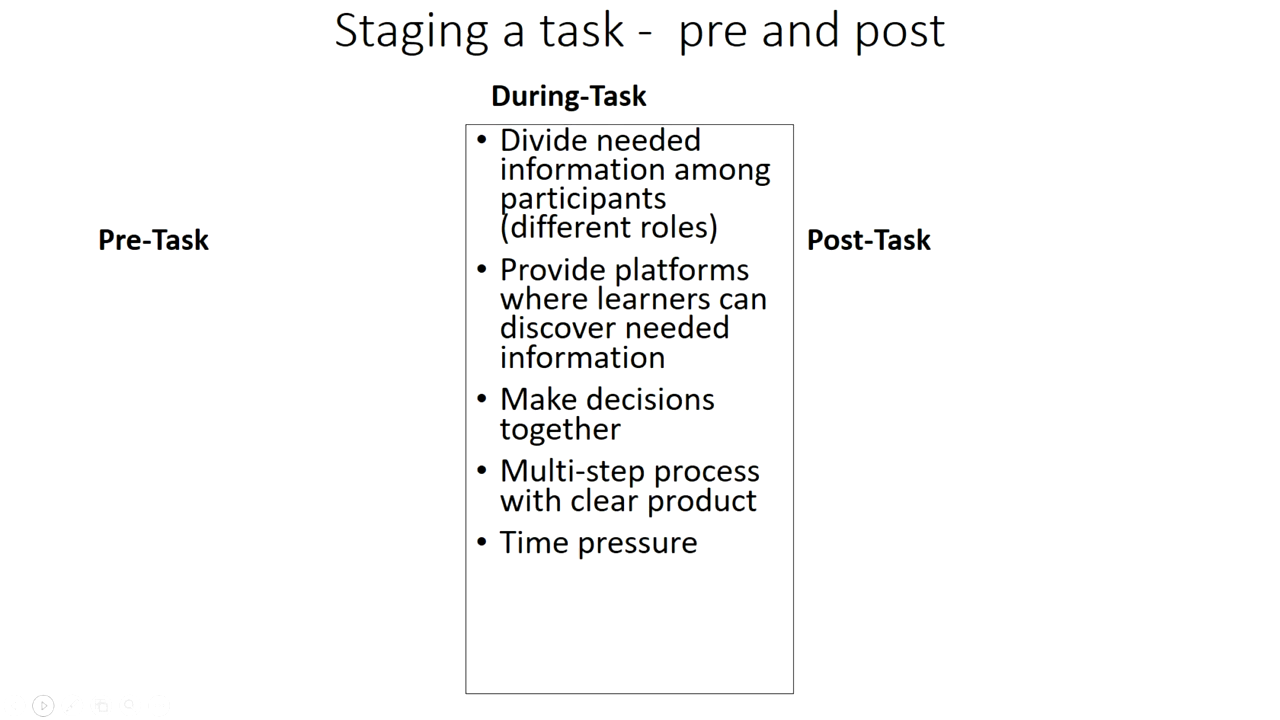 Staging a task -  pre and post
During-Task
• Divide needed
information among
participants
(different roles)
• Provide platforms
where learners can
discover needed
information
• Make decisions
together
• Multi-step process
with clear product
• Time pressure
Pre-Task
Post-Task